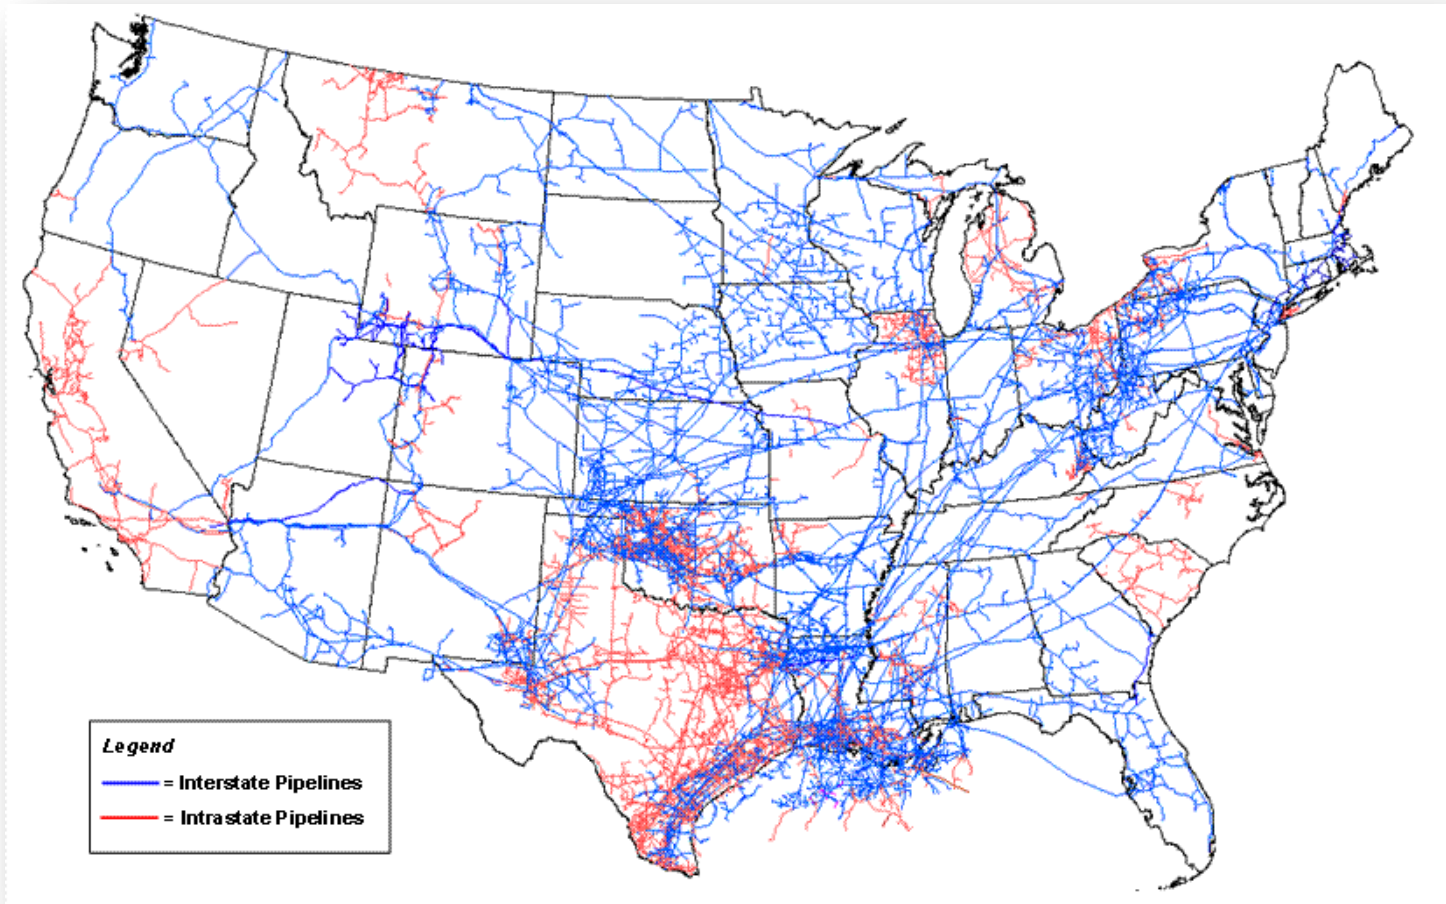 Legend
= Interstate Pipelines
= Intrastate Pipelines